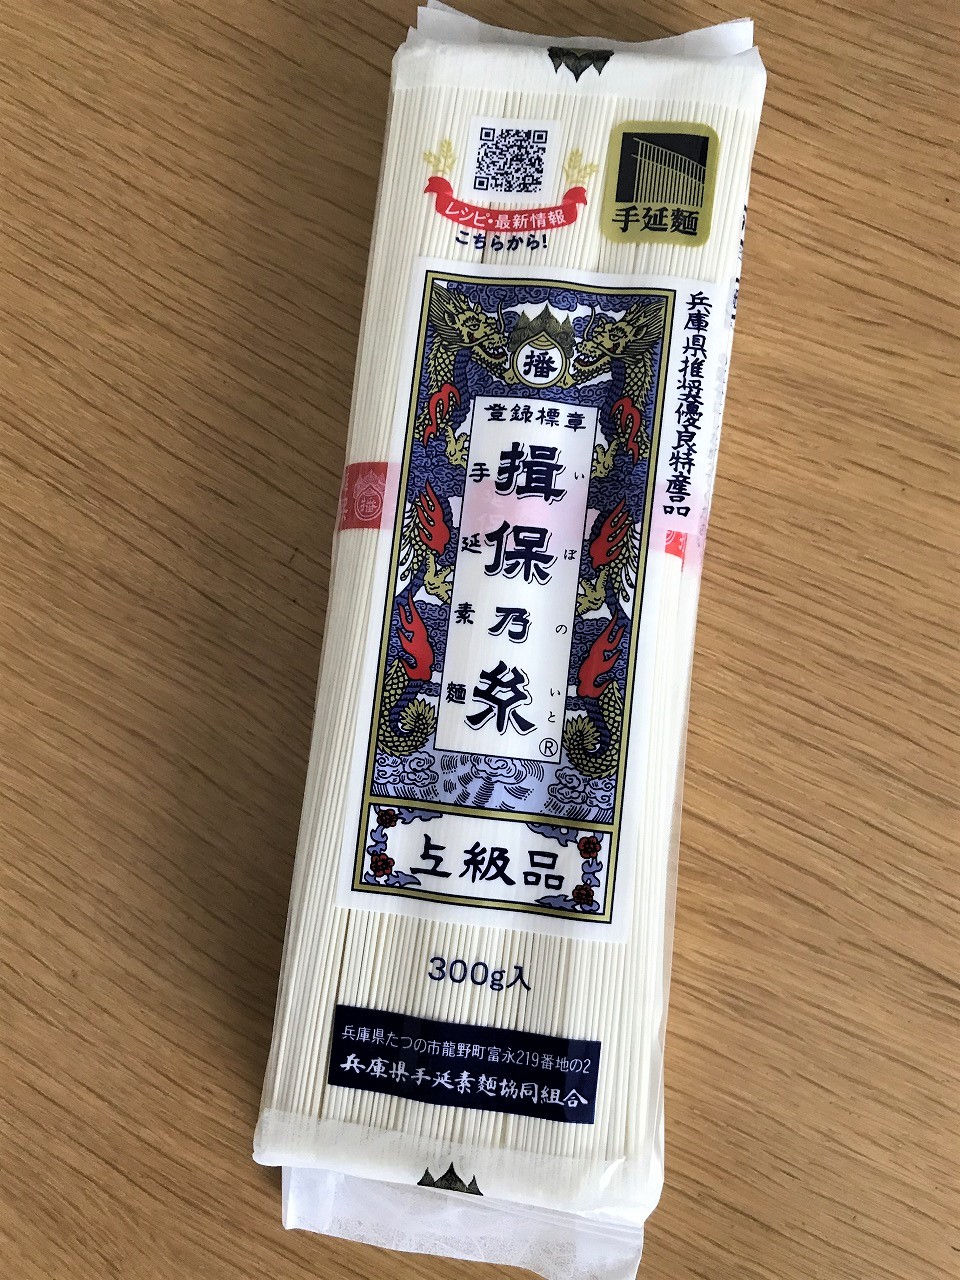 レシピ・最新情報
こちらから!
手延麺
兵庫県推奨優良特産品
播
登録標章
手延素麺
揖保乃糸
いぼのいと
®
播
上級品
300g入
兵庫県たつの市龍野町富永219番地の2
兵庫県手延素麺協同組合